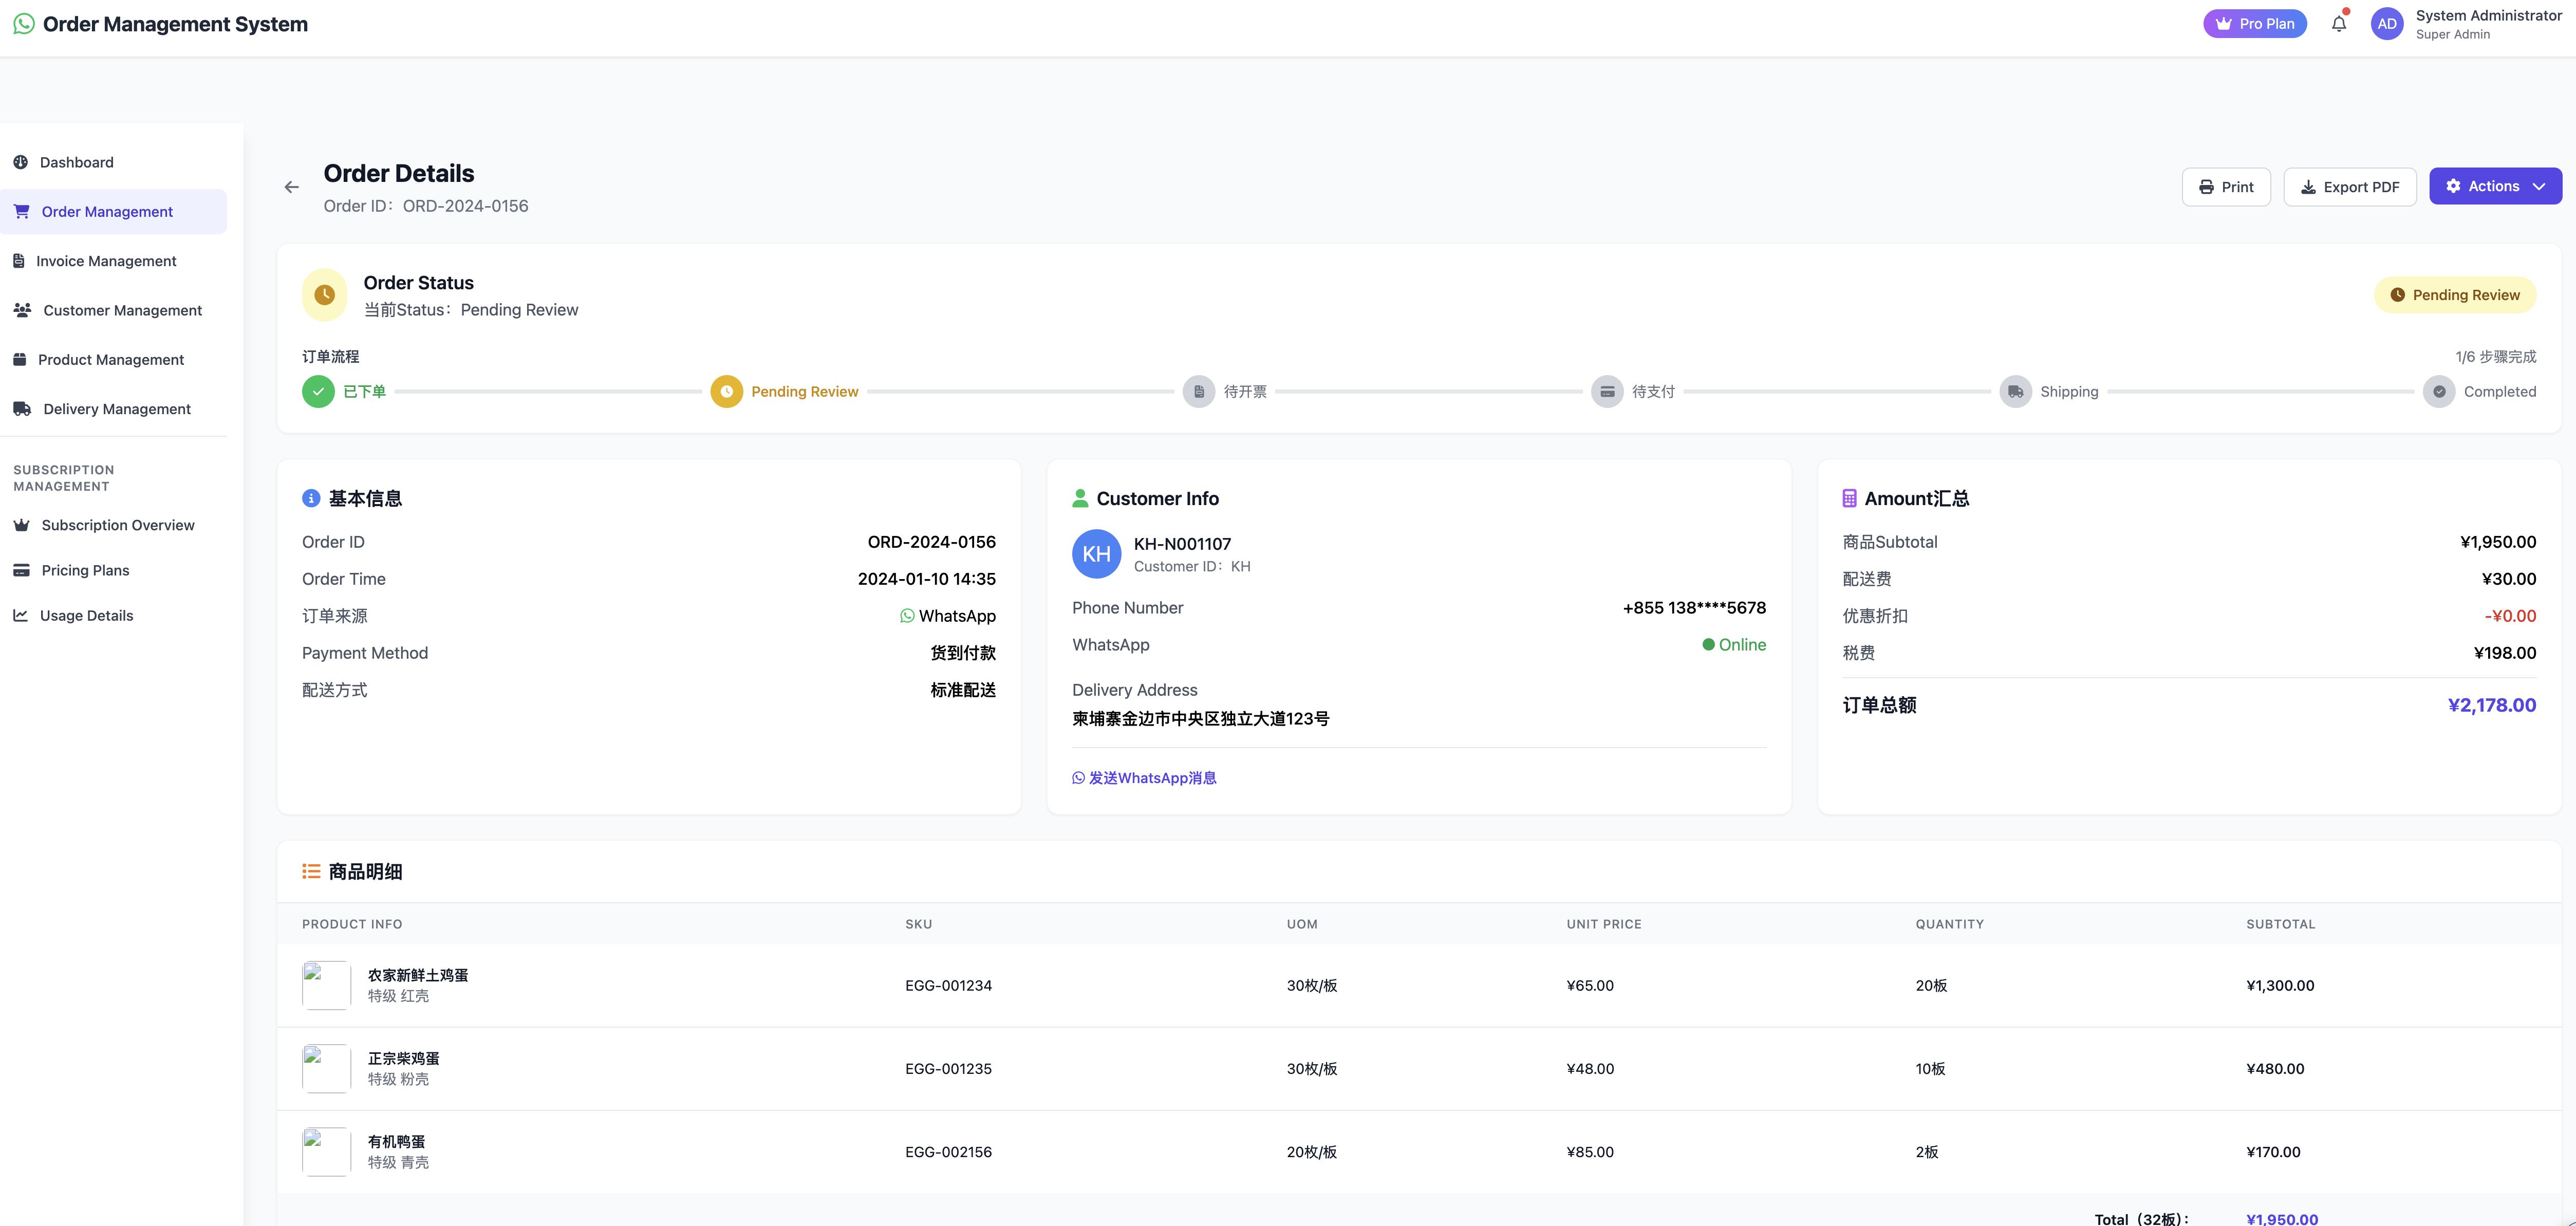 Order Management System
Pro Plan
AD
System Administrator
Super Admin
Dashboard
Order Management
Invoice Management
Customer Management
Product Management
Delivery Management
SUBSCRIPTION
MANAGEMENT
Subscription Overview
Pricing Plans
Usage Details
Order Details
Order ID：ORD-2024-0156
Print
Export PDF
Actions
Order Status
当前Status：Pending Review
Pending Review
订单流程
1/6 步骤完成
已下单
Pending Review
待开票
待支付
Shipping
Completed
基本信息
Order ID ORD-2024-0156
Order Time 2024-01-10 14:35
订单来源 WhatsApp
Payment Method 货到付款
配送方式 标准配送
Customer Info
KH
KH-N001107
Customer ID：KH
Phone Number +855 138****5678
WhatsApp Online
Delivery Address
柬埔寨金边市中央区独立大道123号
发送WhatsApp消息
Amount汇总
商品Subtotal ¥1,950.00
配送费 ¥30.00
优惠折扣 -¥0.00
税费 ¥198.00
订单总额 ¥2,178.00
商品明细
PRODUCT INFO SKU UOM UNIT PRICE QUANTITY SUBTOTAL
农家新鲜土鸡蛋
特级 红壳
EGG-001234 30枚/板 ¥65.00 20板 ¥1,300.00
正宗柴鸡蛋
特级 粉壳
EGG-001235 30枚/板 ¥48.00 10板 ¥480.00
有机鸭蛋
特级 青壳
EGG-002156 20枚/板 ¥85.00 2板 ¥170.00
Total（32板）： ¥1,950.00